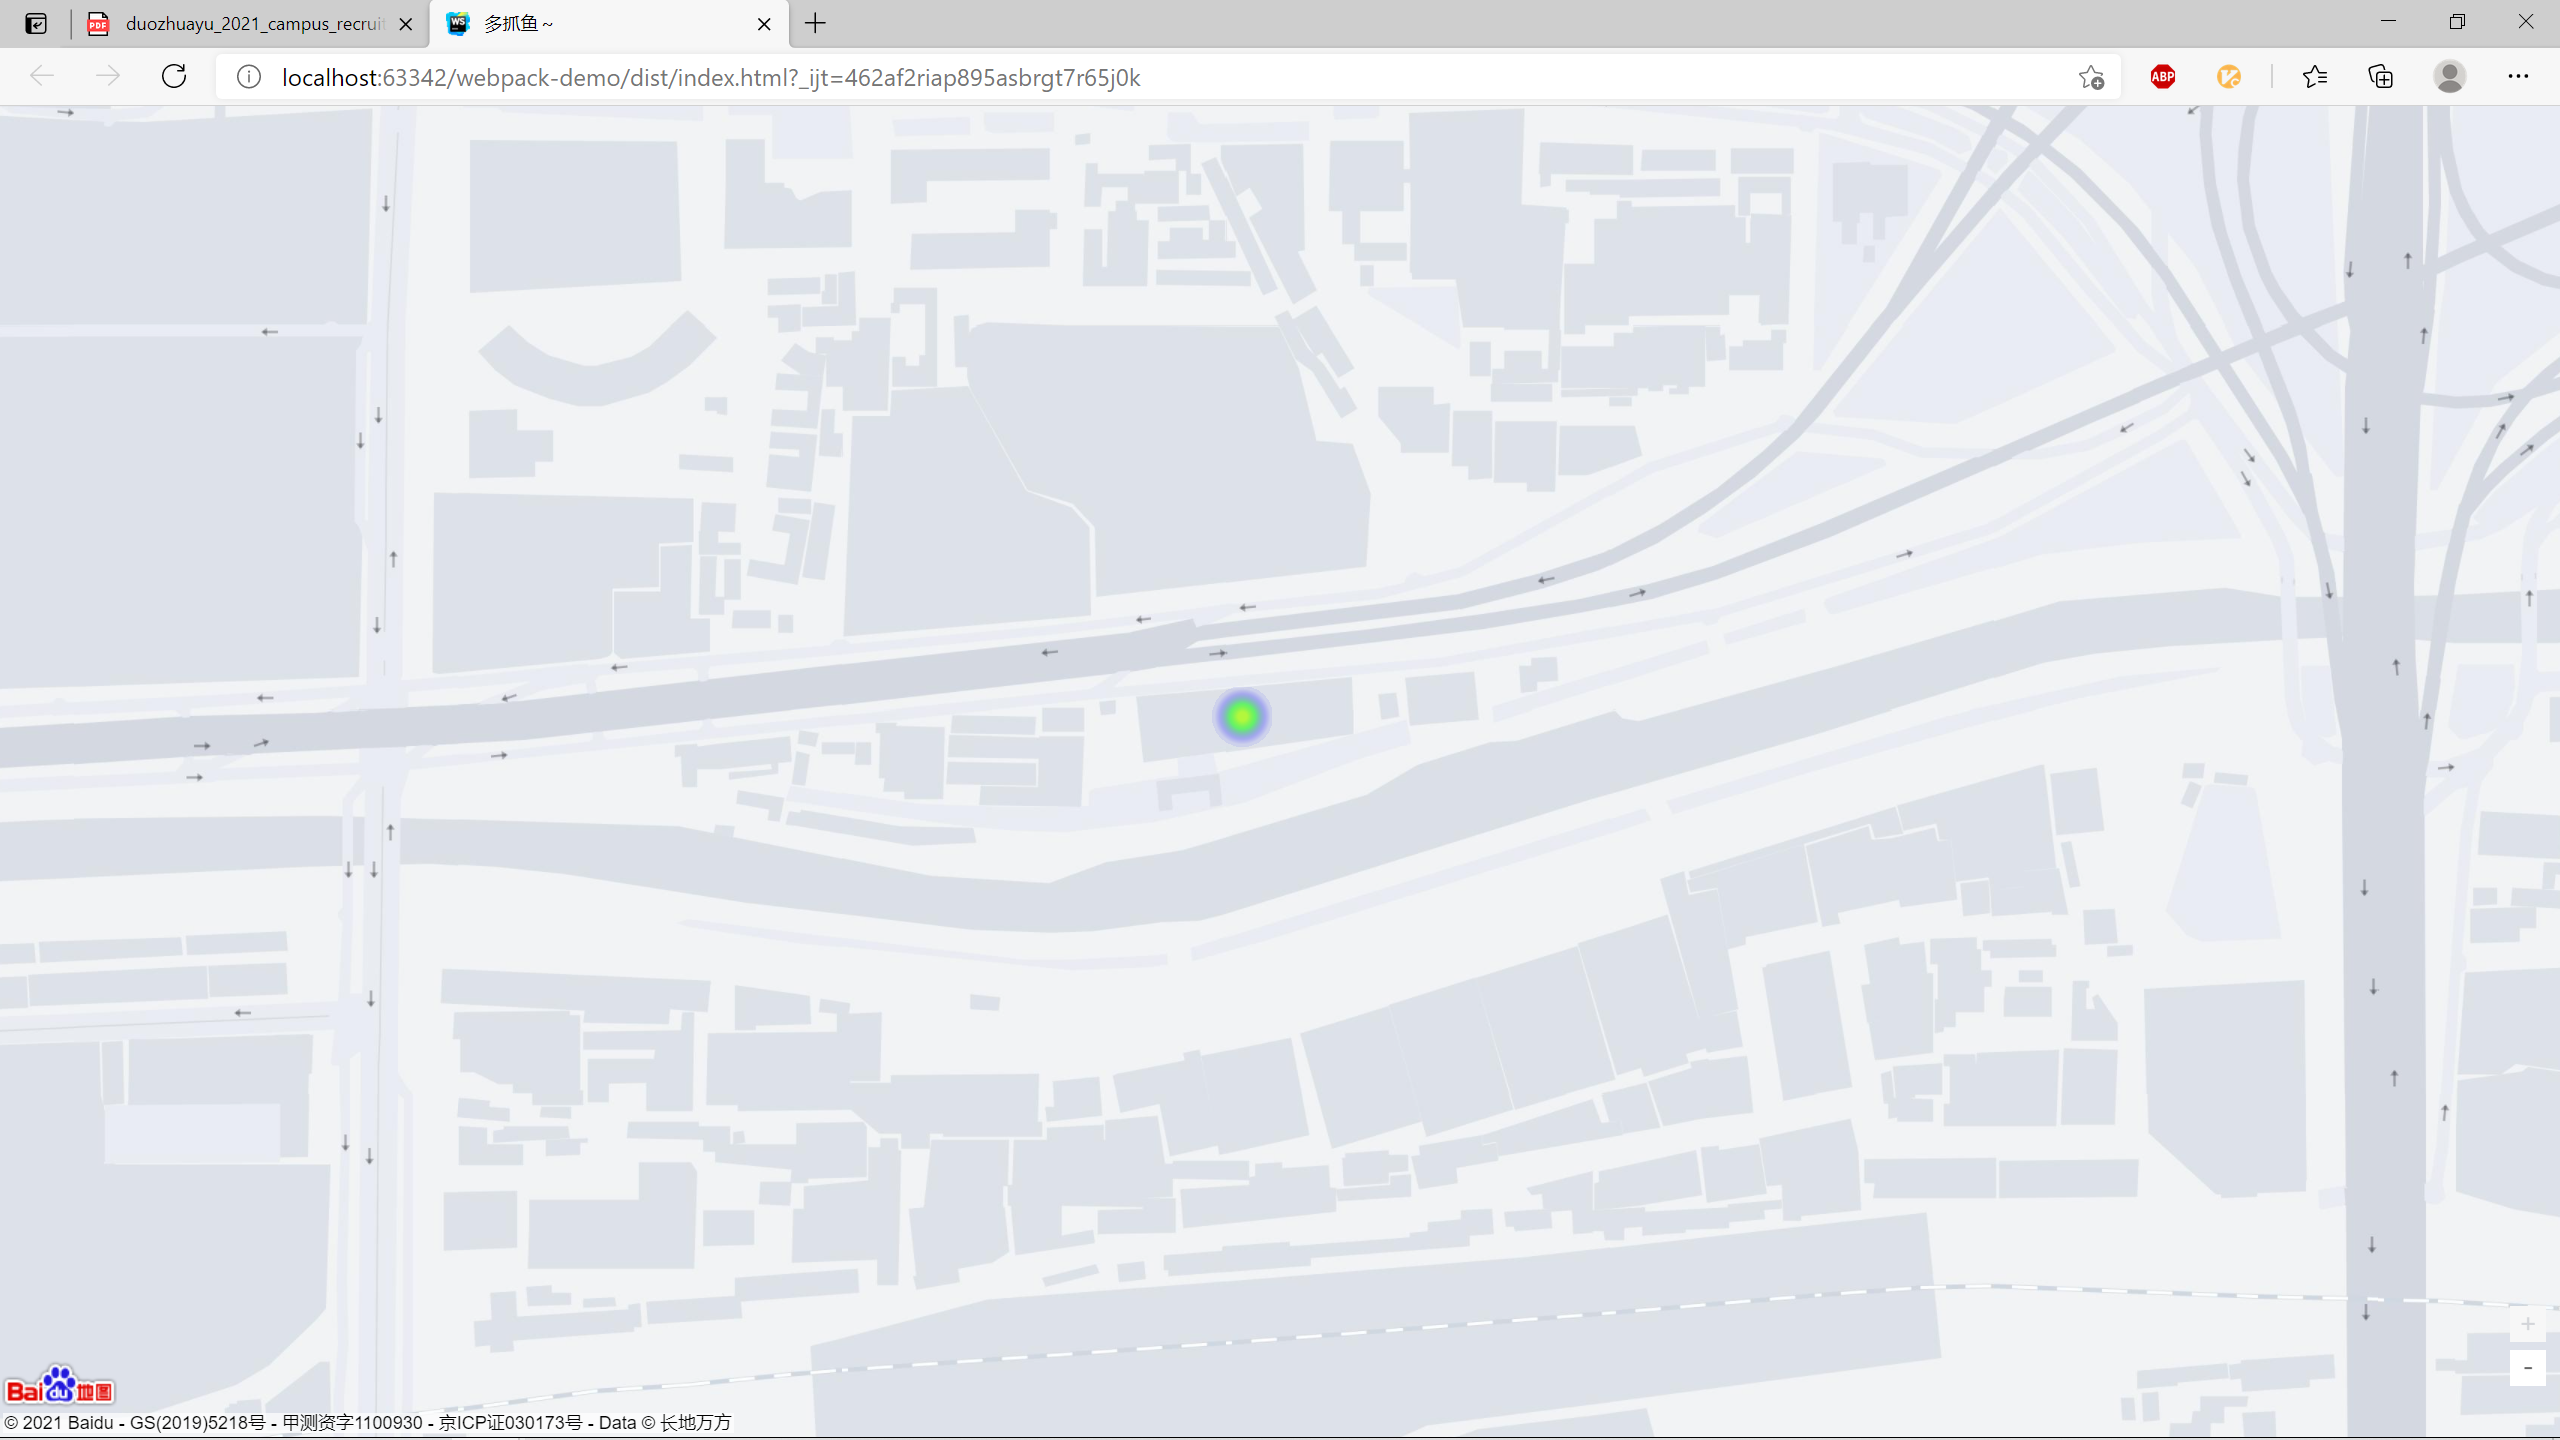 duozhuayu_2021_campus_recruit
多抓鱼~
localhost:63342/webpack-demo/dist/index.html?_ijt=462af2riap895asbrgt7r65j0k
ABP
+
-
Bai du 地图
© 2021 Baidu - GS(2019)5218号 - 甲测资字1100930 - 京ICP证030173号 - Data © 长地万方